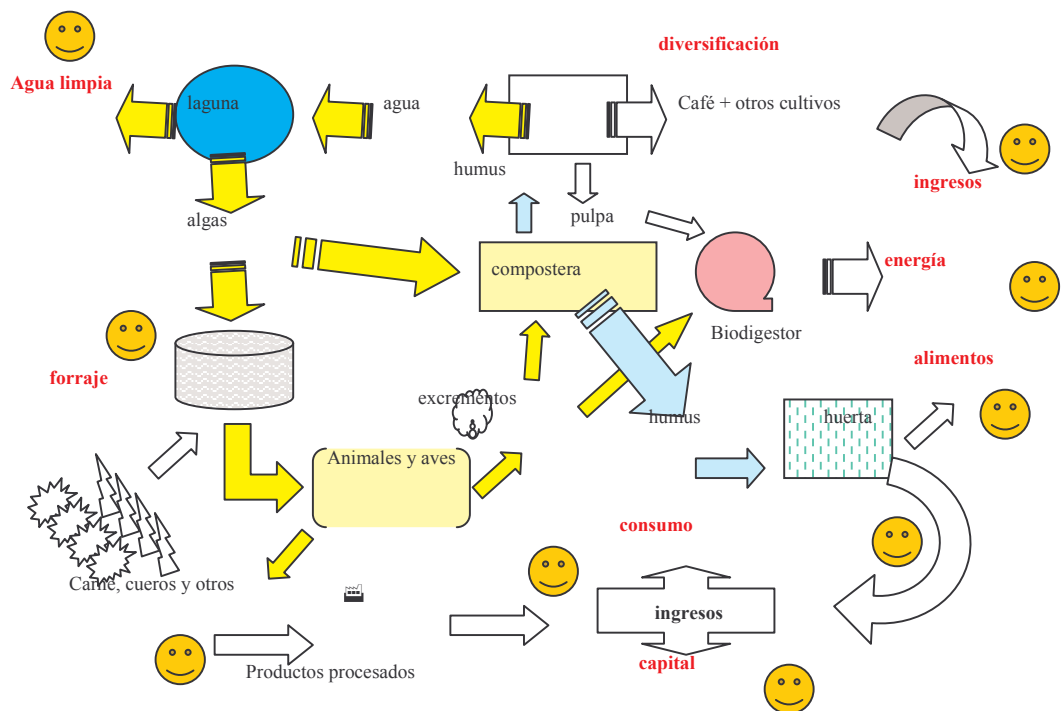 diversificación
Agua limpia
laguna
agua
Café + otros cultivos
humus
ingresos
algas
pulpa
compostera
energía
Biodigestor
forraje
alimentos
excrementos
humus
huerta
Animales y aves
consumo
Carne, cueros y otros
ingresos
capital
Productos procesados